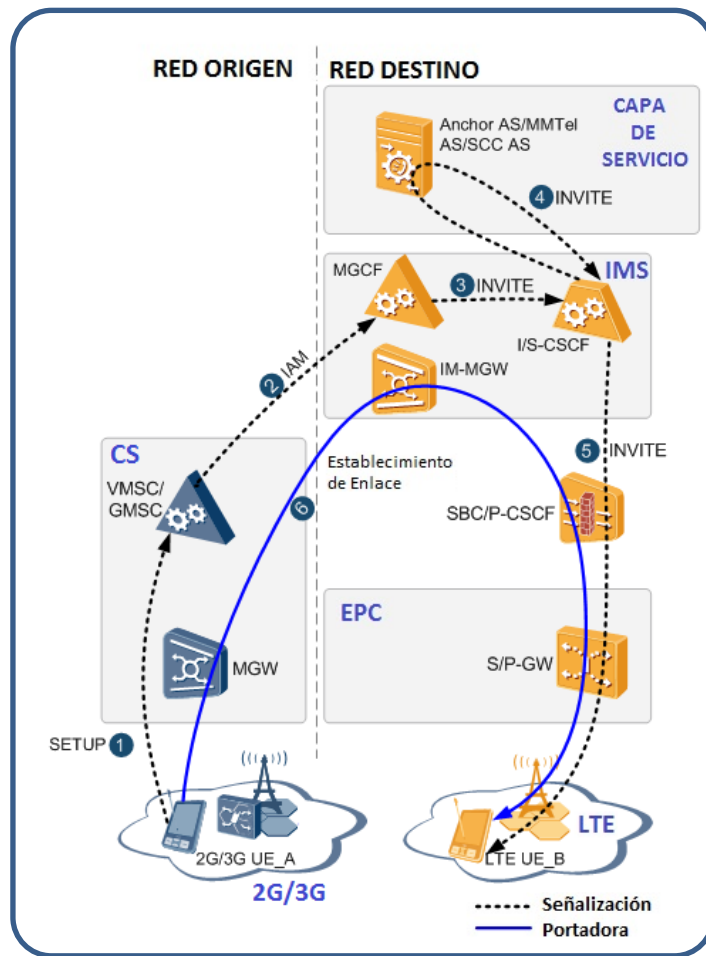 RED ORIGEN
RED DESTINO
CAPA
DE
SERVICIO
Anchor AS/MMTel
AS/SCC AS
4 INVITE
IMS
MGCF
3 INVITE
I/S-CSCF
IM-MGW
2 IAM
CS
VMSC/
GMSC
Establecimiento
de Enlace
6
5 INVITE
SBC/P-CSCF
EPC
MGW
S/P-GW
SETUP 1
2G/3G UE_A
2G/3G
LTE
LTE UE_B
Señalización
Portadora